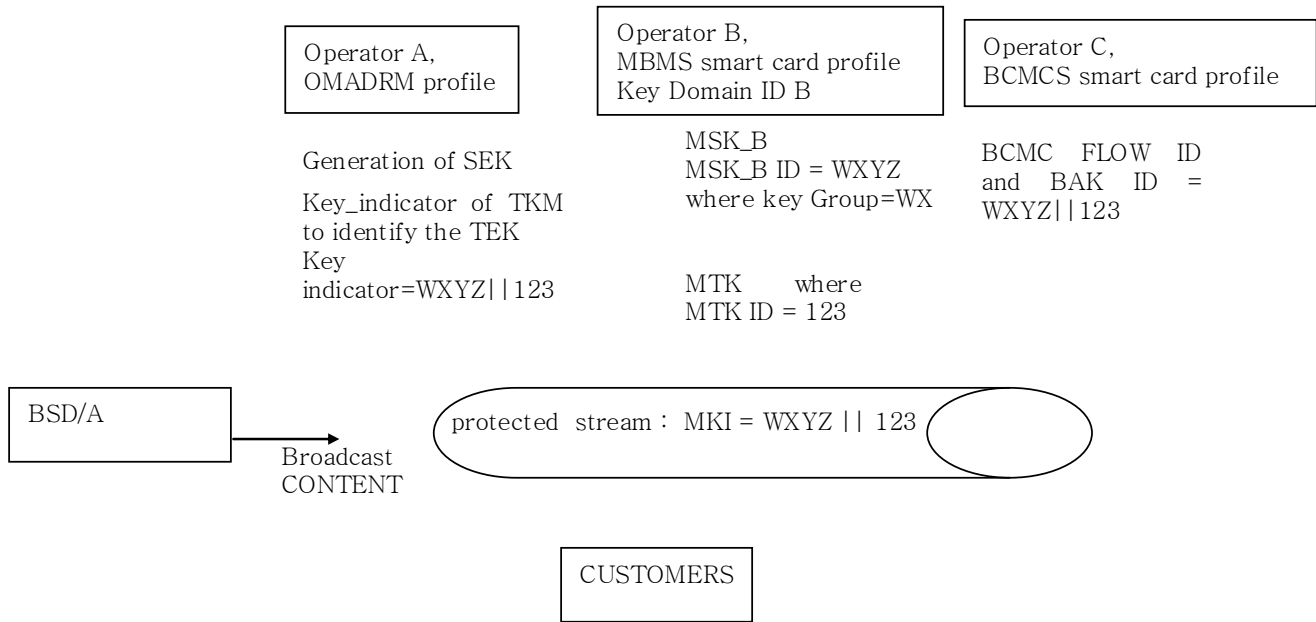 Operator A,
OMADRM profile
Operator B,
MBMS smart card profile
Key Domain ID B
Operator C,
BCMCS smart card profile
Generation of SEK
Key_indicator of TKM
to identify the TEK
Key
indicator=WXYZ||123
MSK_B
MSK_B ID = WXYZ
where key Group=WX
MTK where
MTK ID = 123
BCMC FLOW ID
and BAK ID =
WXYZ||123
BSD/A
Broadcast
CONTENT
protected stream : MKI = WXYZ || 123
CUSTOMERS